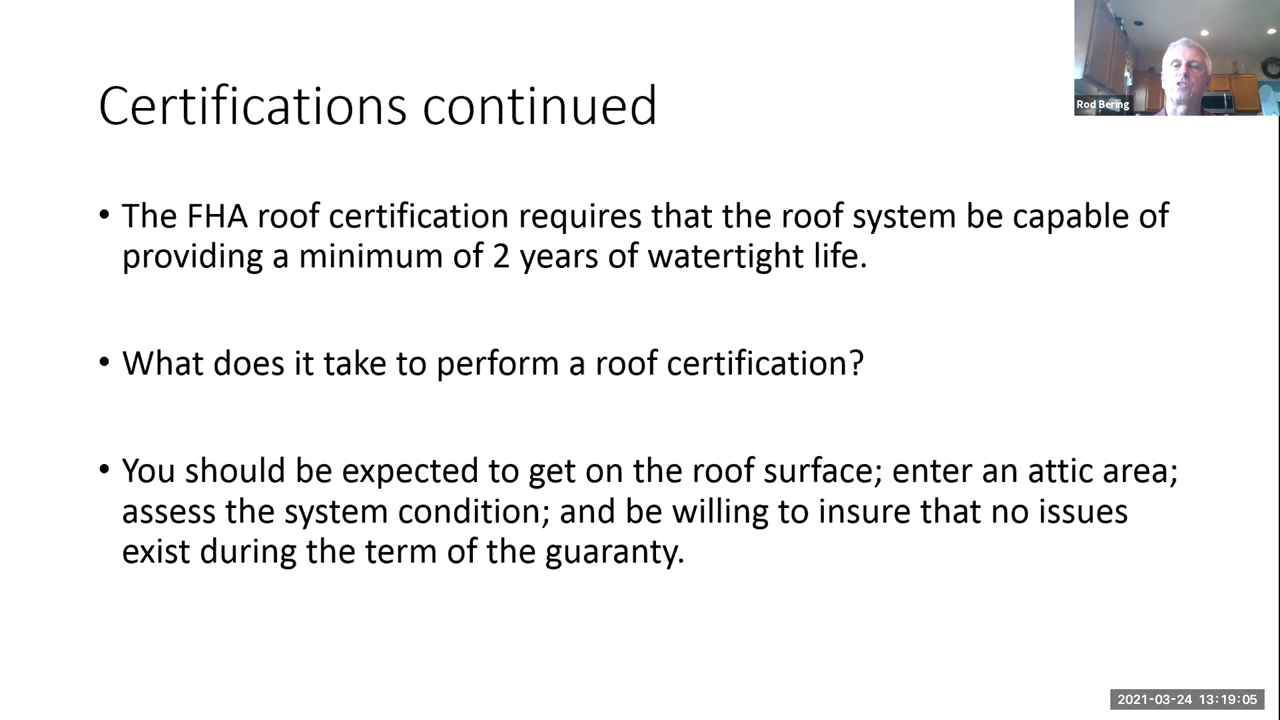 Certifications continued
Rod Bering
• The FHA roof certification requires that the roof system be capable of
providing a minimum of 2 years of watertight life.
• What does it take to perform a roof certification?
• You should be expected to get on the roof surface; enter an attic area;
assess the system condition; and be willing to insure that no issues
exist during the term of the guaranty.
2021-03-24 13:19:05